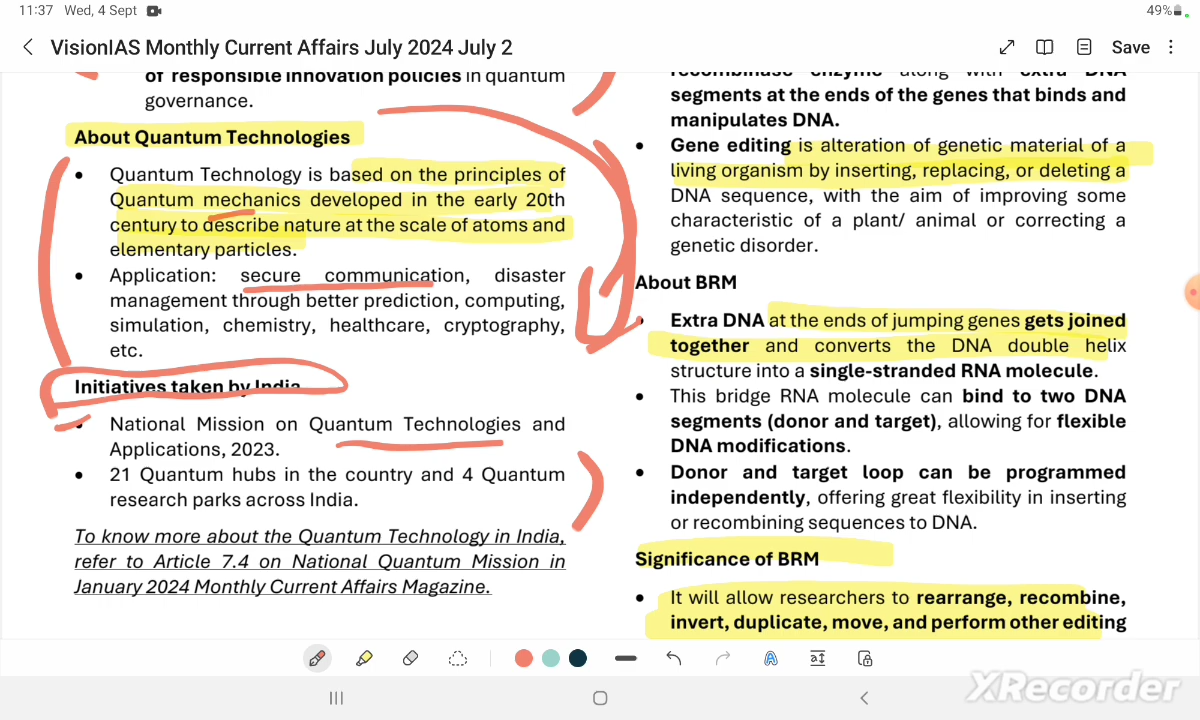 11:37 Wed, 4 Sept
49%
VisionIAS Monthly Current Affairs July 2024 July 2
Save
of responsible innovation policies in quantum
governance.
About Quantum Technologies
• Quantum Technology is based on the principles of
Quantum mechanics developed in the early 20th
century to describe nature at the scale of atoms and
elementary particles.
• Application: secure communication, disaster
management through better prediction, computing,
simulation, chemistry, healthcare, cryptography,
etc.
Initiatives taken by India
• National Mission on Quantum Technologies and
Applications, 2023.
• 21 Quantum hubs in the country and 4 Quantum
research parks across India.
To know more about the Quantum Technology in India,
refer to Article 7.4 on National Quantum Mission in
January 2024 Monthly Current Affairs Magazine.
recombinase enzyme along with extra DNA
segments at the ends of the genes that binds and
manipulates DNA.
• Gene editing is alteration of genetic material of a
living organism by inserting, replacing, or deleting a
DNA sequence, with the aim of improving some
characteristic of a plant/ animal or correcting a
genetic disorder.
About BRM
• Extra DNA at the ends of jumping genes gets joined
together and converts the DNA double helix
structure into a single-stranded RNA molecule.
• This bridge RNA molecule can bind to two DNA
segments (donor and target), allowing for flexible
DNA modifications.
• Donor and target loop can be programmed
independently, offering great flexibility in inserting
or recombining sequences to DNA.
Significance of BRM
• It will allow researchers to rearrange, recombine,
invert, duplicate, move, and perform other editing
XRecorder